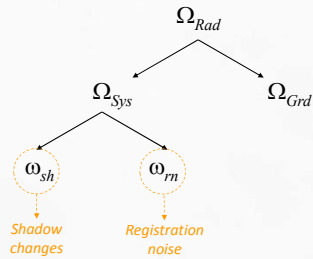 Ω_Rad
Ω_Sys Ω_Grd
ω_sh ω_rn
Shadow changes
Registration noise